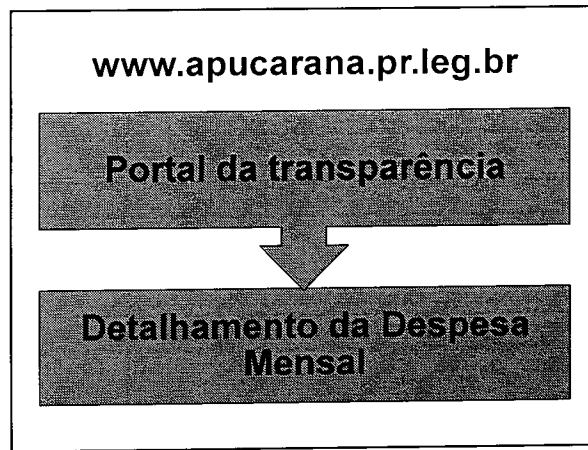 www.apucarana.pr.leg.br
Portal da transparência
Detalhamento da Despesa
Mensal